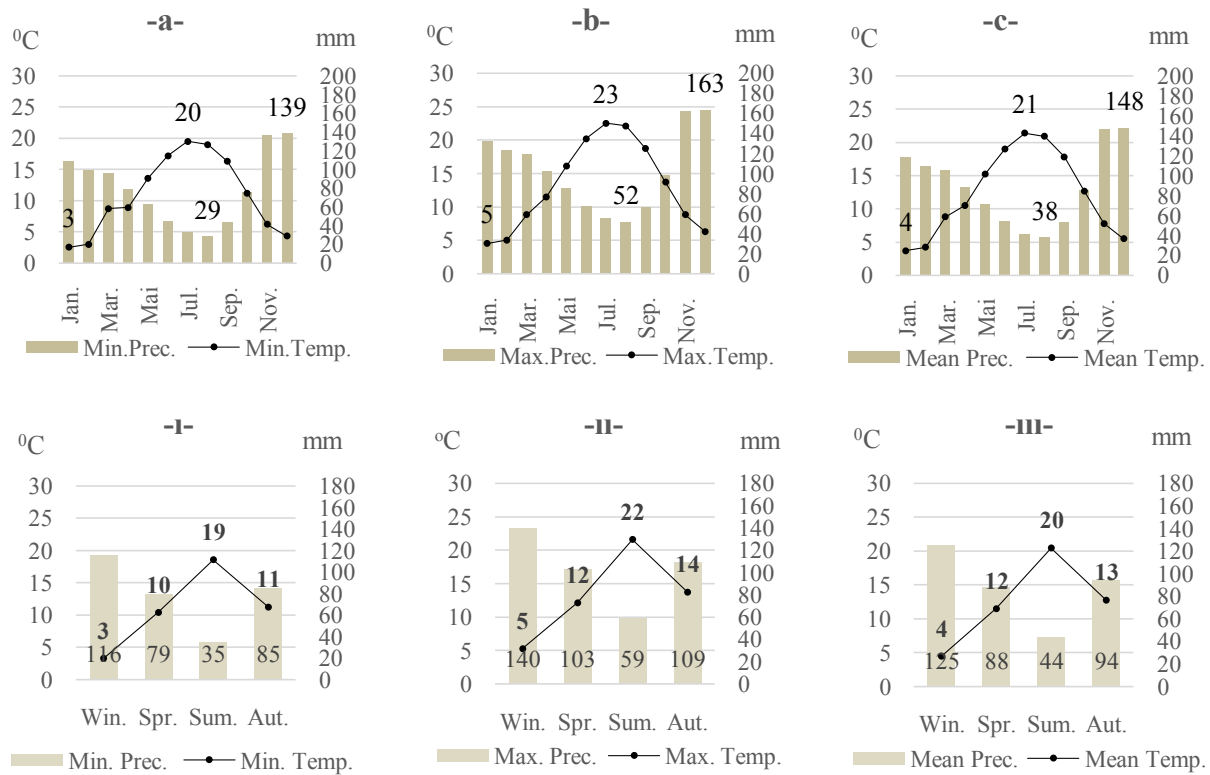 -a-
⁰C
mm
30
25
20
15
10
5
0
200
180
160
140
120
100
80
60
40
20
0
3
20
29
139
Jan.
Mar.
Mai
Jul.
Sep.
Nov.
Min.Prec.
Min.Temp.
-b-
⁰C
mm
30
25
20
15
10
5
0
200
180
160
140
120
100
80
60
40
20
0
5
23
52
163
Jan.
Mar.
Mai
Jul.
Sep.
Nov.
Max.Prec.
Max.Temp.
-c-
⁰C
mm
30
25
20
15
10
5
0
200
180
160
140
120
100
80
60
40
20
0
4
21
38
148
Jan.
Mar.
Mai
Jul.
Sep.
Nov.
Mean Prec.
Mean Temp.
-I-
⁰C
mm
30
25
20
15
10
5
0
180
160
140
120
100
80
60
40
20
0
3
10
19
11
116
79
35
85
Win.
Spr.
Sum.
Aut.
Min. Prec.
Min. Temp.
-II-
ᵒC
mm
30
25
20
15
10
5
0
180
160
140
120
100
80
60
40
20
0
5
12
22
14
140
103
59
109
Win.
Spr.
Sum.
Aut.
Max. Prec.
Max. Temp.
-III-
⁰C
mm
30
25
20
15
10
5
0
180
160
140
120
100
80
60
40
20
0
4
12
20
13
125
88
44
94
Win.
Spr.
Sum.
Aut.
Mean Prec.
Mean Temp.